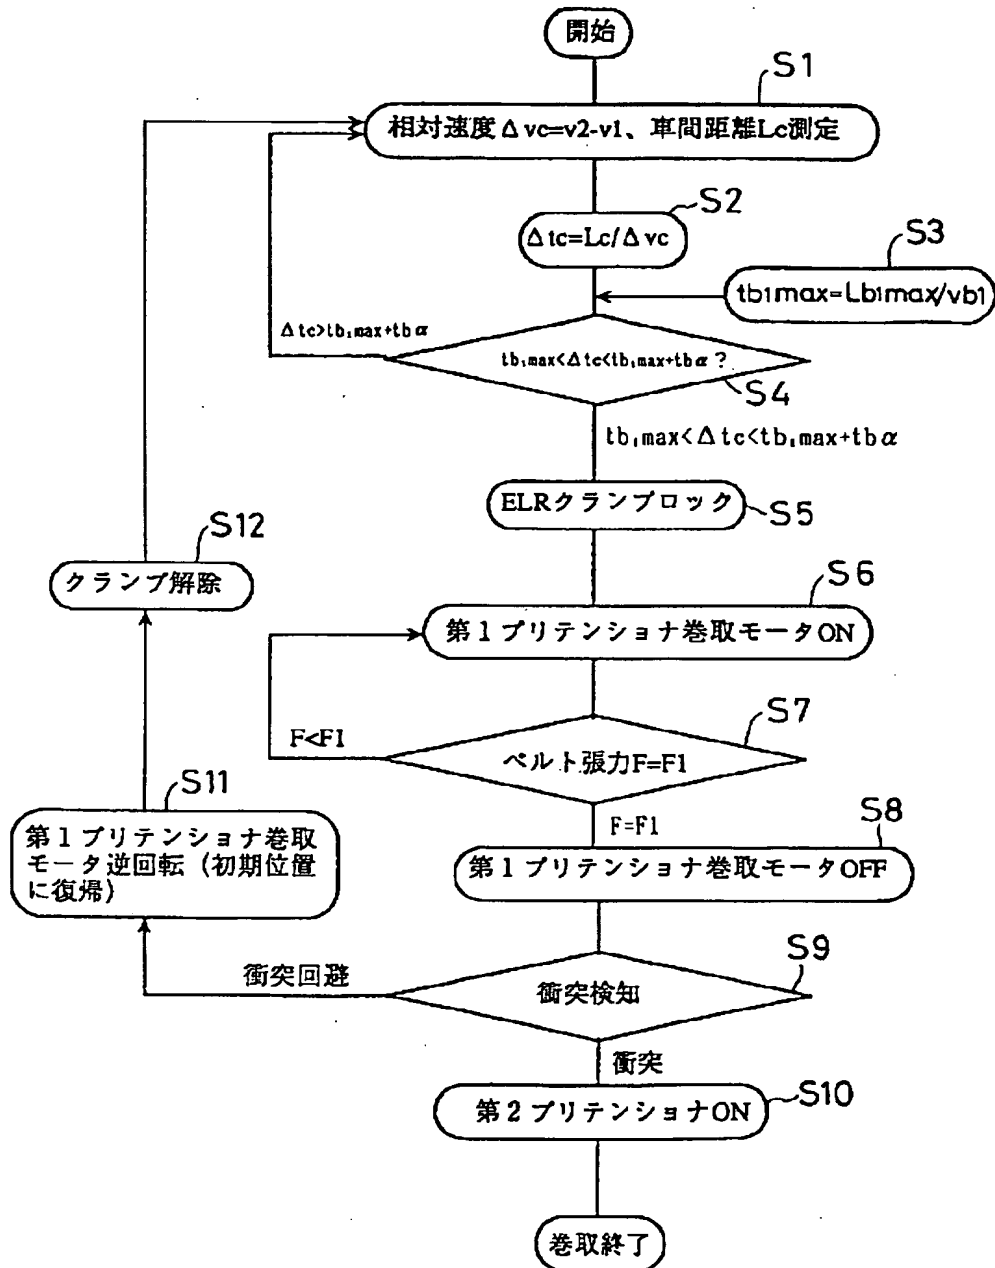 開始
S1
相対速度Δvc=v2-v1、車間距離Lc測定
S2
Δtc=Lc/Δvc
S3
tb1max=Lb1max/vb1
Δtc>tb1max+tbα
tb1max<Δtc<tb1max+tbα?
S4
tb1max<Δtc<tb1max+tbα
ELRクランプロック
S5
S12
クランプ解除
S6
第1プリテンショナ巻取モータON
S7
F<F1
ベルト張力F=F1
S11
第1プリテンショナ巻取
モータ逆回転(初期位置
に復帰)
F=F1
S8
第1プリテンショナ巻取モータOFF
S9
衝突回避
衝突検知
衝突
第2プリテンショナON
S10
巻取終了